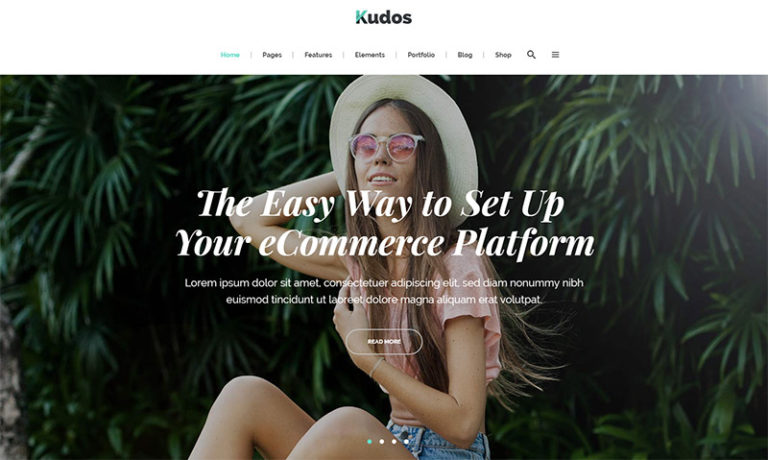 Kudos
Home | Pages | Features | Elements | Portfolio | Blog | Shop
The Easy Way to Set Up
Your eCommerce Platform
Lorem ipsum dolor sit amet, consectetuer adipiscing elit, sed diam nonummy nibh
euismod tincidunt ut laoreet dolore magna aliquam erat volutpat.
READ MORE